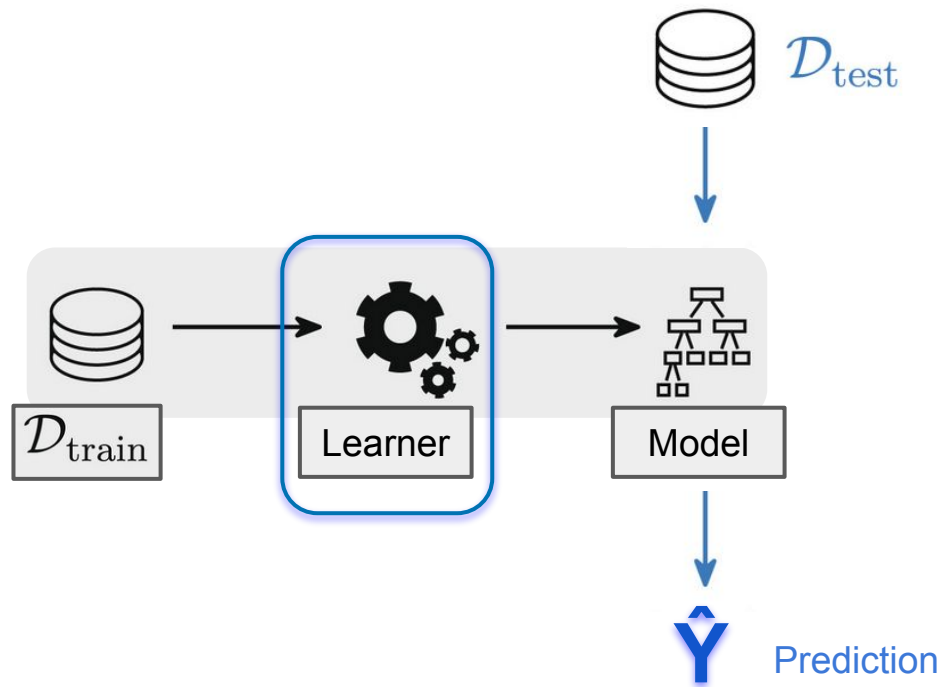 𝒟test
𝒟train
Learner
Model
Ŷ
Prediction